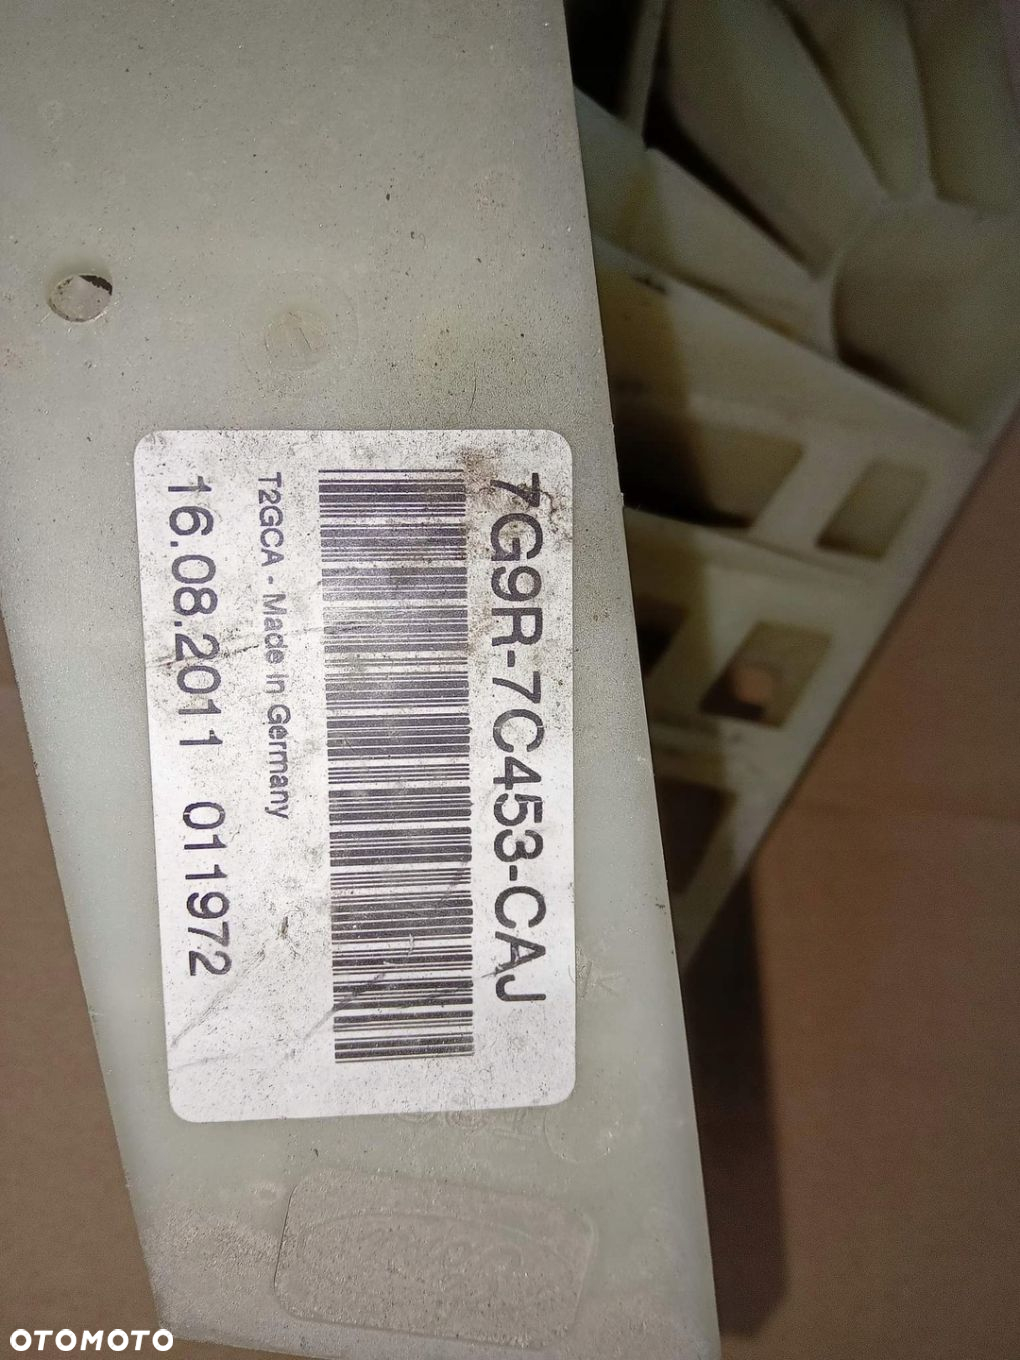 7G9R-7C453-CAJ
T2GCA - Made in Germany
16.08.2011 011972
OTOMOTO